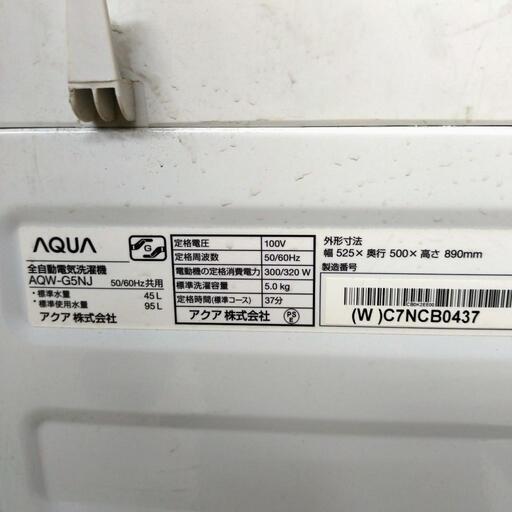 AQUA
G
全自動電気洗濯機
AQW-G5NJ 50/60Hz共用
・標準水量 45 L
・標準使用水量 95 L
アクア 株式会社
定格電圧 100V
定格周波数 50/60Hz
電動機の定格消費電力 300/320 W
標準洗濯容量 5.0 kg
定格時間(標準コース) 37分
アクア 株式会社
PS
E
外形寸法
幅 525× 奥行 500× 高さ 890mm
製造番号
(W )C7NCB0437